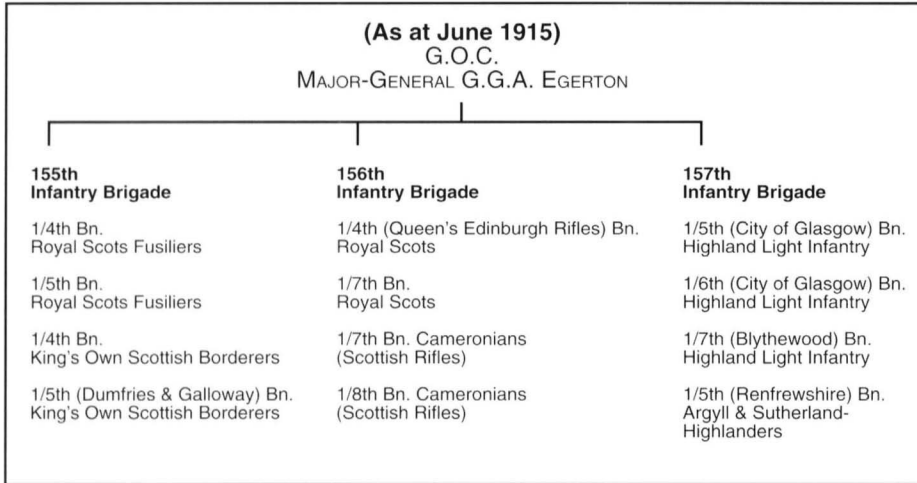 (As at June 1915)
G.O.C.
MAJOR-GENERAL G.G.A. EGERTON
155th
Infantry Brigade
1/4th Bn.
Royal Scots Fusiliers
1/5th Bn.
Royal Scots Fusiliers
1/4th Bn.
King's Own Scottish Borderers
1/5th (Dumfries & Galloway) Bn.
King's Own Scottish Borderers
156th
Infantry Brigade
1/4th (Queen's Edinburgh Rifles) Bn.
Royal Scots
1/7th Bn.
Royal Scots
1/7th Bn. Cameronians
(Scottish Rifles)
1/8th Bn. Cameronians
(Scottish Rifles)
157th
Infantry Brigade
1/5th (City of Glasgow) Bn.
Highland Light Infantry
1/6th (City of Glasgow) Bn.
Highland Light Infantry
1/7th (Blythewood) Bn.
Highland Light Infantry
1/5th (Renfrewshire) Bn.
Argyll & Sutherland-
Highlanders